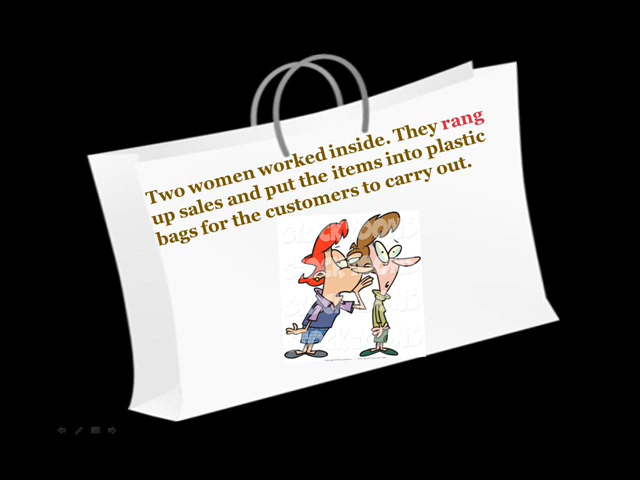 Two women worked inside. They rang
up sales and put the items into plastic
bags for the customers to carry out.